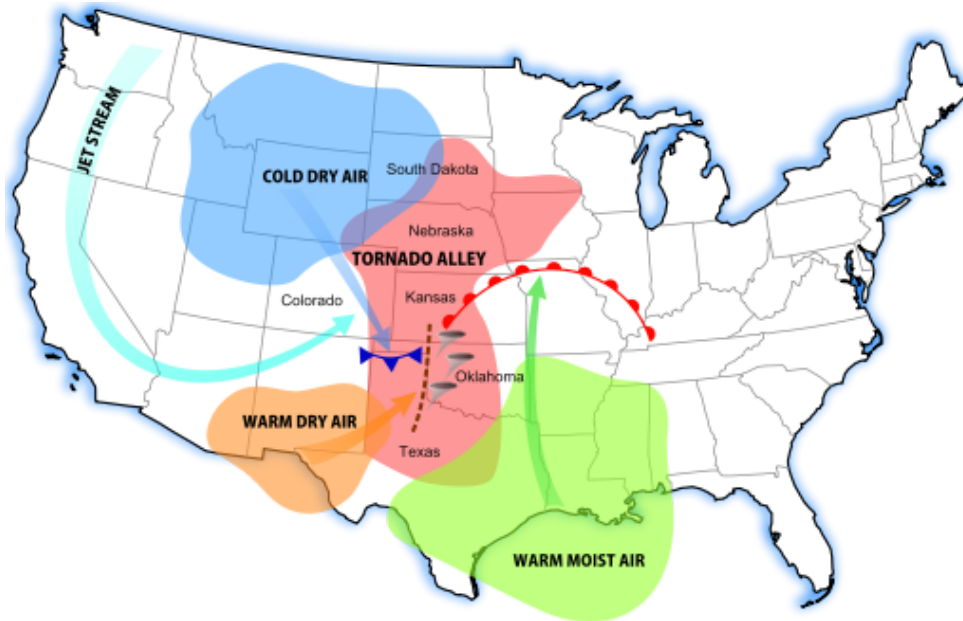 JET STREAM
COLD DRY AIR
South Dakota
Nebraska
TORNADO ALLEY
Colorado
Kansas
Oklahoma
WARM DRY AIR
Texas
WARM MOIST AIR